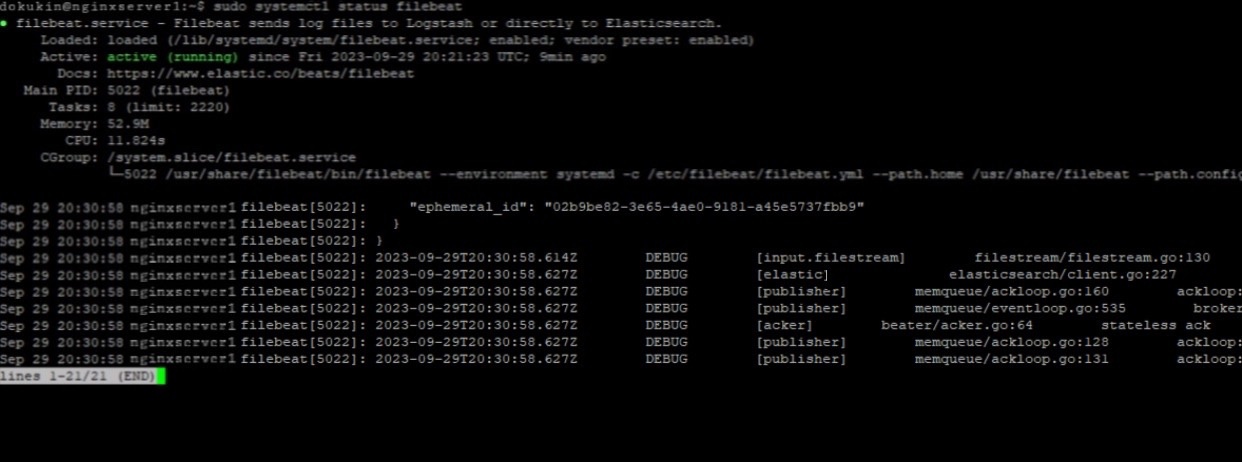 dokukin@nginxserver1:~$ sudo systemctl status filebeat
● filebeat.service - Filebeat sends log files to Logstash or directly to Elasticsearch.
Loaded: loaded (/lib/systemd/system/filebeat.service; enabled; vendor preset: enabled)
Active: active (running) since Fri 2023-09-29 20:21:23 UTC; 9min ago
Docs: https://www.elastic.co/beats/filebeat
Main PID: 5022 (filebeat)
Tasks: 8 (limit: 2220)
Memory: 52.9M
CPU: 11.824s
CGroup: /system.slice/filebeat.service
└─5022 /usr/share/filebeat/bin/filebeat --environment systemd -c /etc/filebeat/filebeat.yml --path.home /usr/share/filebeat --path.config
Sep 29 20:30:58 nginxserver1 filebeat[5022]: "ephemeral_id": "02b9be82-3e65-4ae0-9181-a45e5737fbb9"
Sep 29 20:30:58 nginxserver1 filebeat[5022]: }
Sep 29 20:30:58 nginxserver1 filebeat[5022]: }
Sep 29 20:30:58 nginxserver1 filebeat[5022]: 2023-09-29T20:30:58.614Z DEBUG [input.filestream] filestream/filestream.go:130
Sep 29 20:30:58 nginxserver1 filebeat[5022]: 2023-09-29T20:30:58.627Z DEBUG [elastic] elasticsearch/client.go:227
Sep 29 20:30:58 nginxserver1 filebeat[5022]: 2023-09-29T20:30:58.627Z DEBUG [publisher] memqueue/ackloop.go:160 ackloop:
Sep 29 20:30:58 nginxserver1 filebeat[5022]: 2023-09-29T20:30:58.627Z DEBUG [publisher] memqueue/eventloop.go:535 broker
Sep 29 20:30:58 nginxserver1 filebeat[5022]: 2023-09-29T20:30:58.627Z DEBUG [acker] beater/acker.go:64 stateless ack
Sep 29 20:30:58 nginxserver1 filebeat[5022]: 2023-09-29T20:30:58.627Z DEBUG [publisher] memqueue/ackloop.go:128 ackloop:
Sep 29 20:30:58 nginxserver1 filebeat[5022]: 2023-09-29T20:30:58.627Z DEBUG [publisher] memqueue/ackloop.go:131 ackloop:
lines 1-21/21 (END)